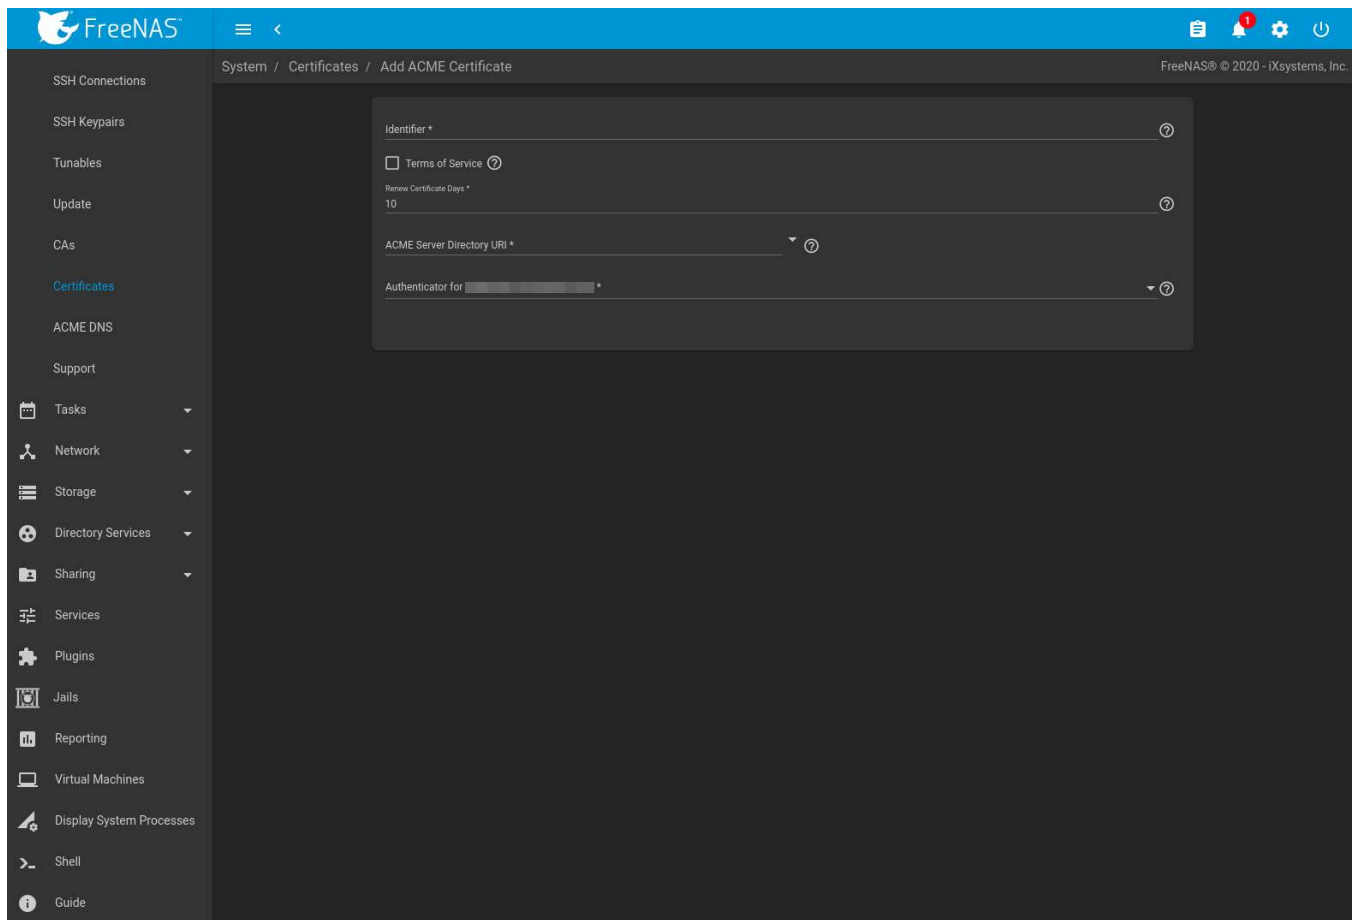 FreeNAS
1
System / Certificates / Add ACME Certificate
FreeNAS® © 2020 - iXsystems, Inc.
SSH Connections
SSH Keypairs
Tunables
Update
CAs
Certificates
ACME DNS
Support
Tasks
Network
Storage
Directory Services
Sharing
Services
Plugins
Jails
Reporting
Virtual Machines
Display System Processes
Shell
Guide
Identifier *
Terms of Service
Renew Certificate Days *
10
ACME Server Directory URI *
Authenticator for *